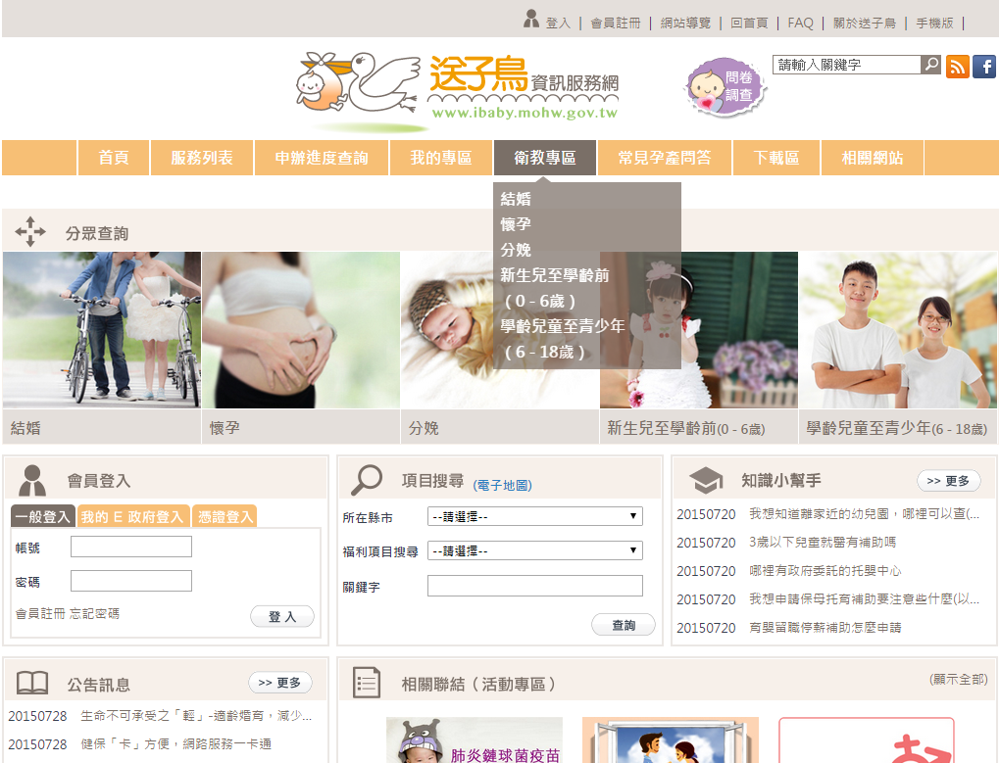 登入 | 會員註冊 | 網站導覽 | 回首頁 | FAQ | 關於送子鳥 | 手機版 |
送子鳥資訊服務網
www.ibaby.mohw.gov.tw
問卷
調查
請輸入關鍵字
首頁 服務列表 申辦進度查詢 我的專區 衛教專區 常見孕產問答 下載區 相關網站
結婚
懷孕
分娩
新生兒至學齡前
（0 - 6歲）
學齡兒童至青少年
（6 - 18歲）
分眾查詢
結婚 懷孕 分娩 新生兒至學齡前(0 - 6歲) 學齡兒童至青少年(6 - 18歲)
會員登入
一般登入 我的 E 政府登入 憑證登入
帳號
密碼
會員註冊 忘記密碼 登 入
項目搜尋 (電子地圖)
所在縣市 --請選擇--
福利項目搜尋 --請選擇--
關鍵字
查詢
知識小幫手 >> 更多
20150720 我想知道離家近的幼兒園，哪裡可以查(...
20150720 3歲以下兒童就醫有補助嗎
20150720 哪裡有政府委託的托嬰中心
20150720 我想申請保母托育補助要注意些什麼(以...
20150720 育嬰留職停薪補助怎麼申請
公告訊息 >> 更多
20150728 生命不可承受之「輕」-適齡婚育，減少...
20150728 健保「卡」方便，網路服務一卡通
相關聯結（活動專區） (顯示全部)
肺炎鏈球菌疫苗